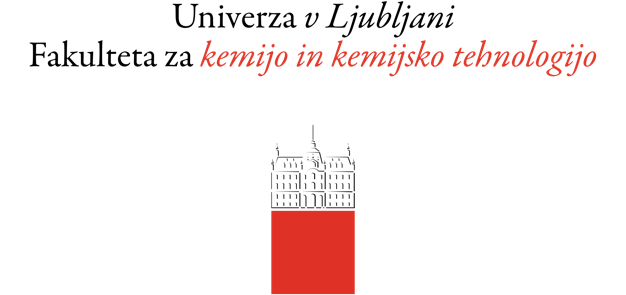 Univerza v Ljubljani
Fakulteta za kemijo in kemijsko tehnologijo